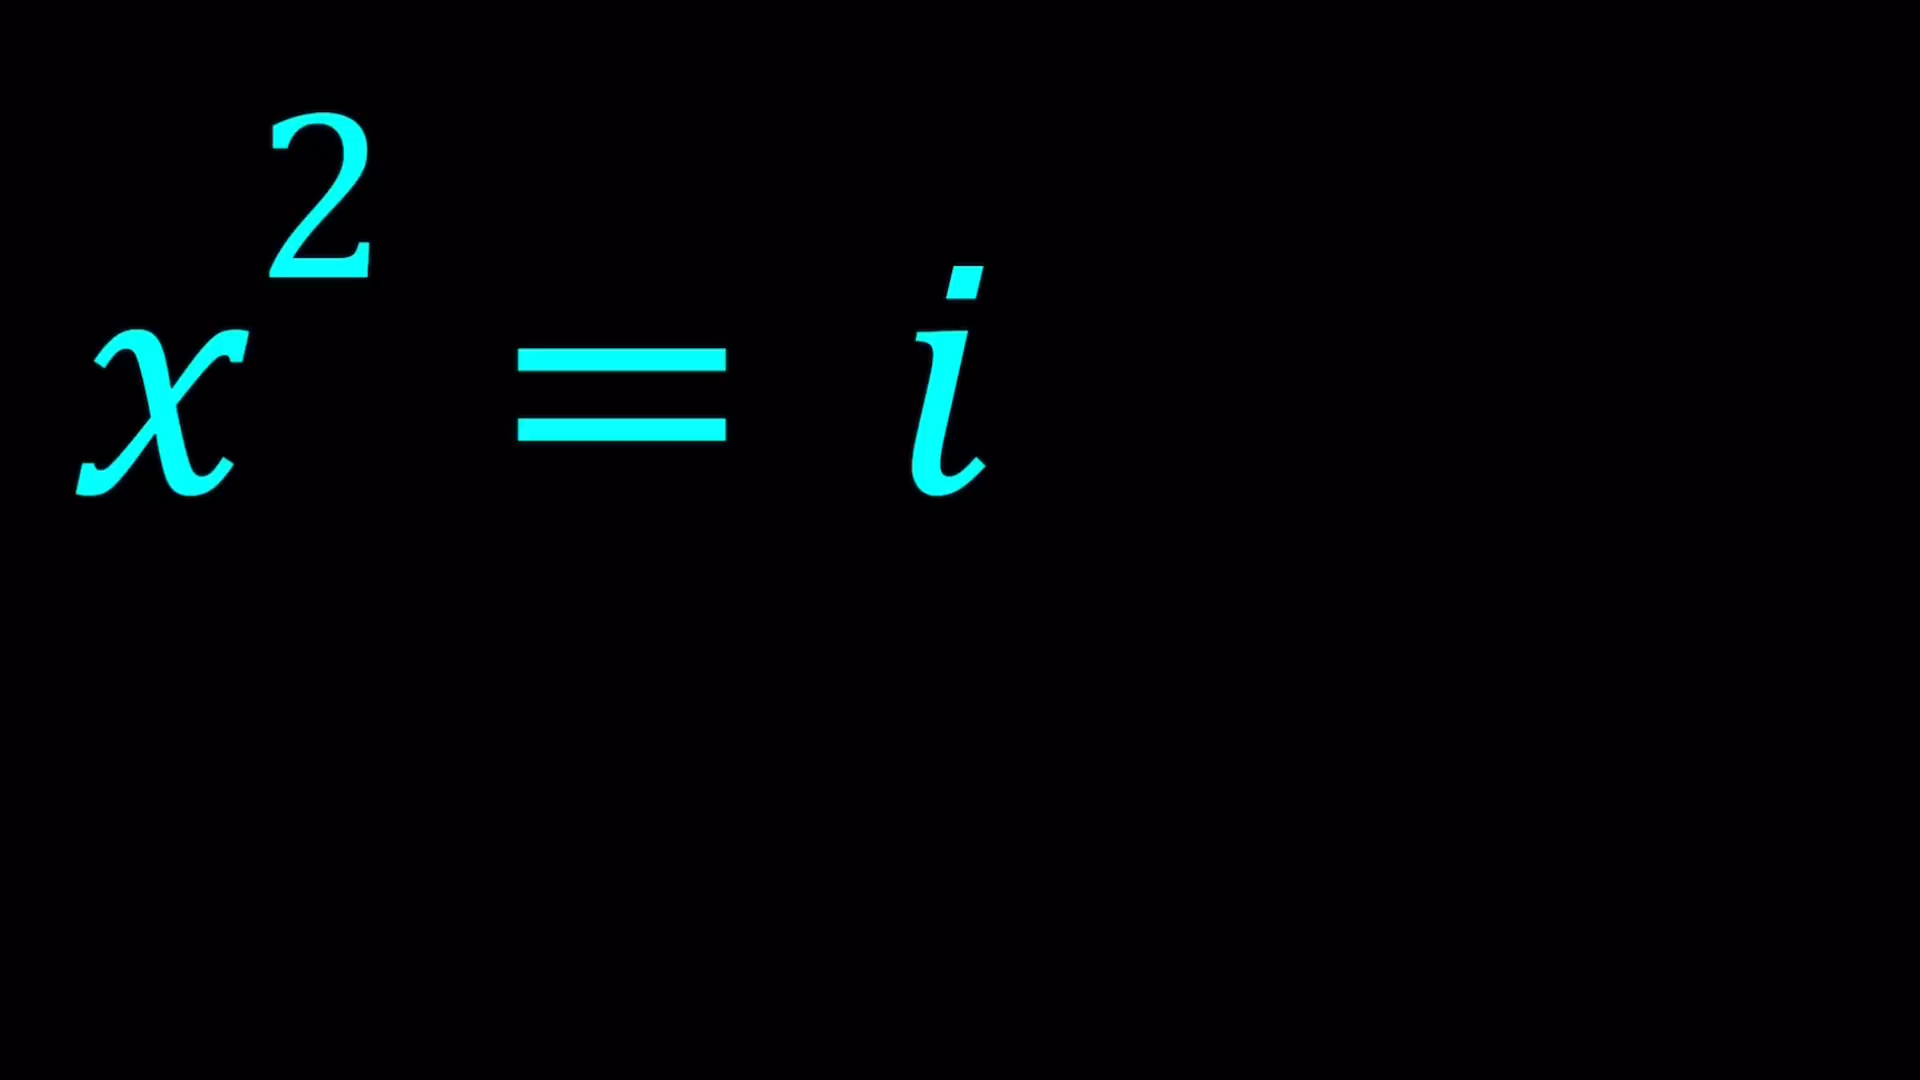 x² = i